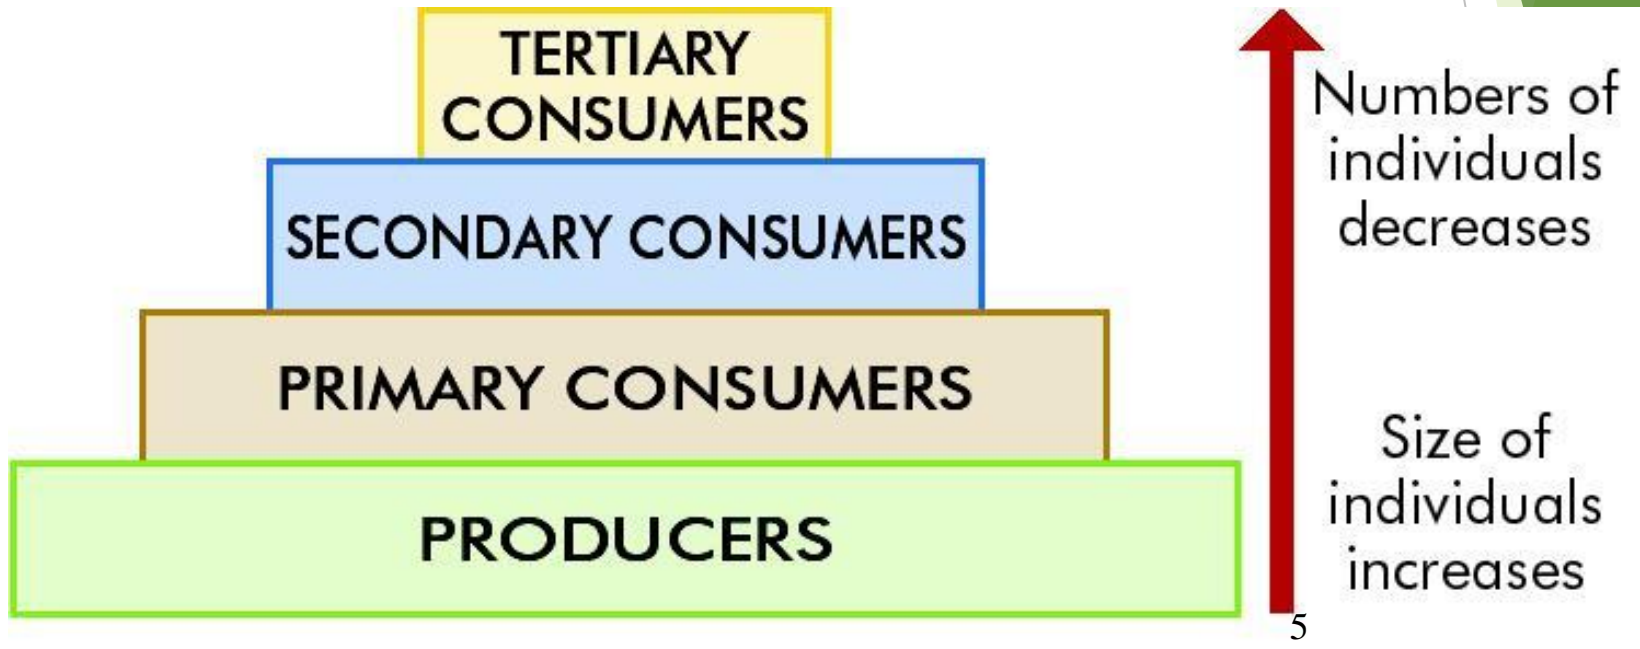 TERTIARY
CONSUMERS
SECONDARY CONSUMERS
PRIMARY CONSUMERS
PRODUCERS
Numbers of
individuals
decreases
Size of
individuals
increases
5